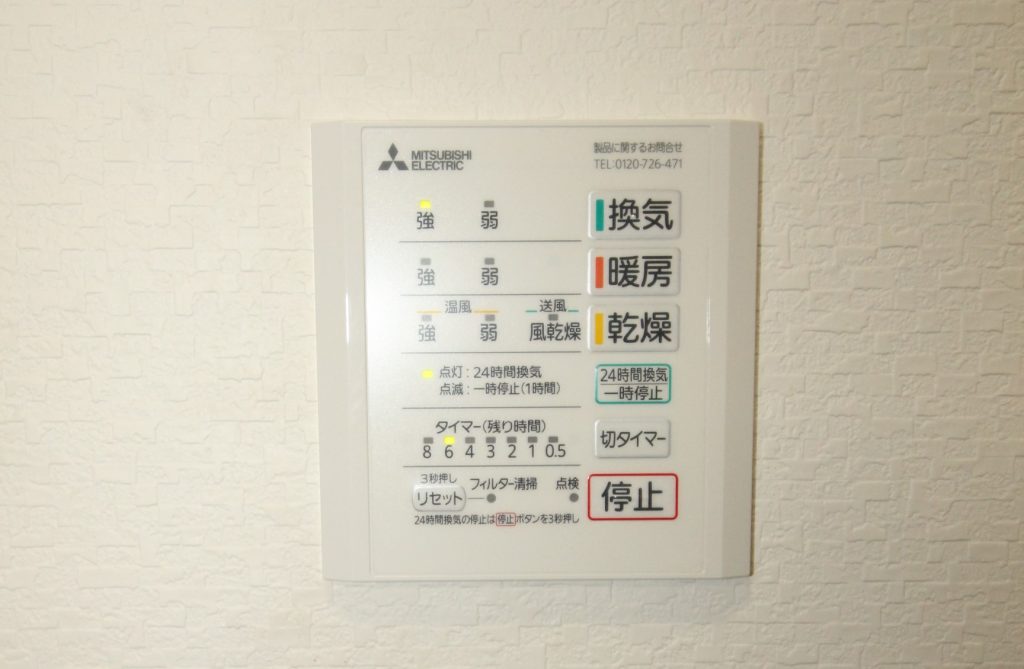 MITSUBISHI
ELECTRIC
製品に関するお問合せ
TEL:0120-726-471
強 弱 換気
強 弱 暖房
温風 送風
強 弱 風乾燥 乾燥
点灯:24時間換気
点滅:一時停止(1時間)
24時間換気
一時停止
タイマー(残り時間)
8 6 4 3 2 1 0.5
切タイマー
3秒押し
リセット フィルター清掃 点検
停止
24時間換気の停止は停止ボタンを3秒押し